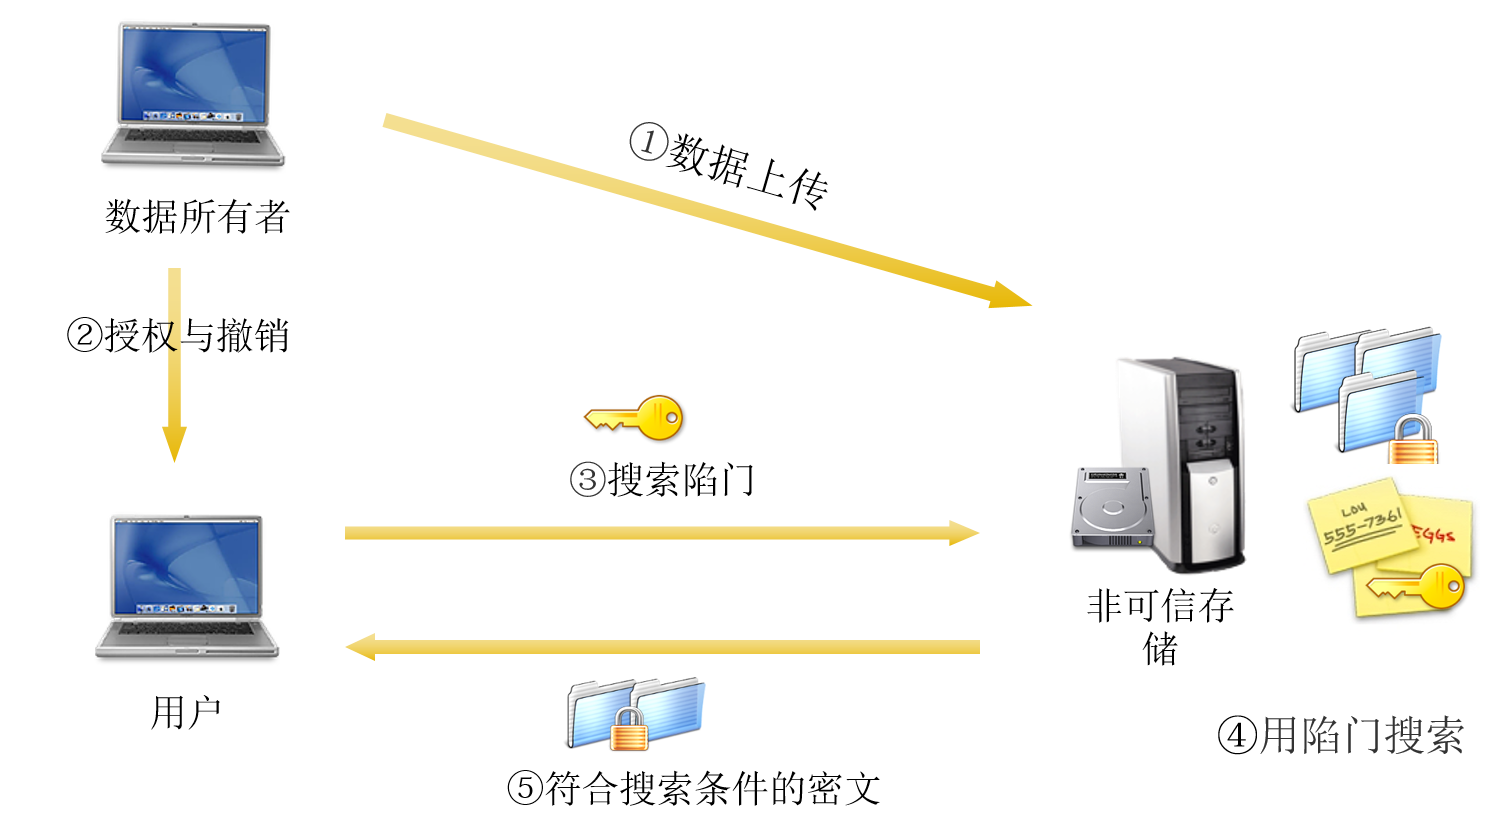 ①数据上传
数据所有者
②授权与撤销
③搜索陷门
LOU
555-7361
EGGS
非可信存
储
用户
④用陷门搜索
⑤符合搜索条件的密文